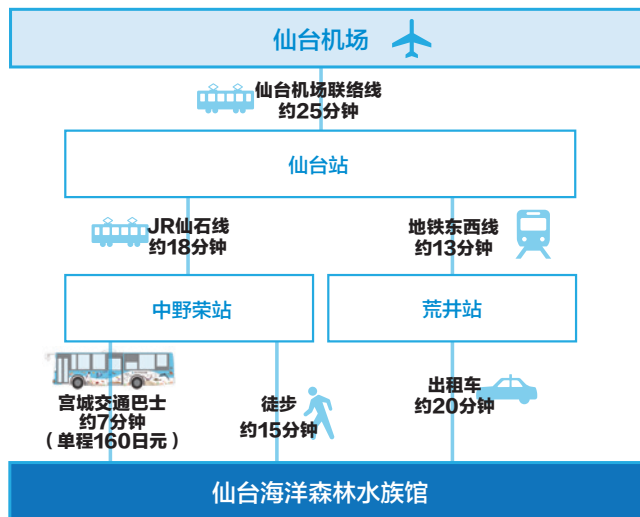 仙台机场
仙台机场联络线
约25分钟
仙台站
JR仙石线
约18分钟
地铁东西线
约13分钟
中野荣站
荒井站
宫城交通巴士
约7分钟
（单程160日元）
徒步
约15分钟
出租车
约20分钟
仙台海洋森林水族馆